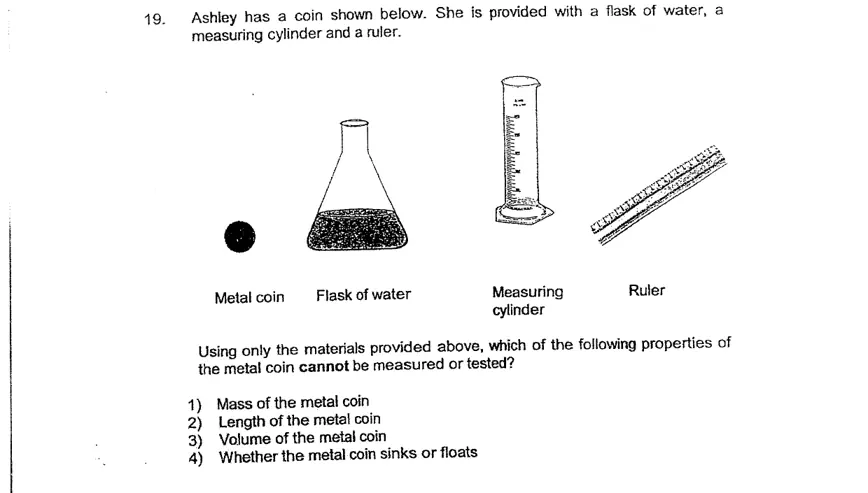 19. Ashley has a coin shown below. She is provided with a flask of water, a
measuring cylinder and a ruler.
Metal coin
Flask of water
Measuring
cylinder
Ruler
Using only the materials provided above, which of the following properties of
the metal coin cannot be measured or tested?
1) Mass of the metal coin
2) Length of the metal coin
3) Volume of the metal coin
4) Whether the metal coin sinks or floats